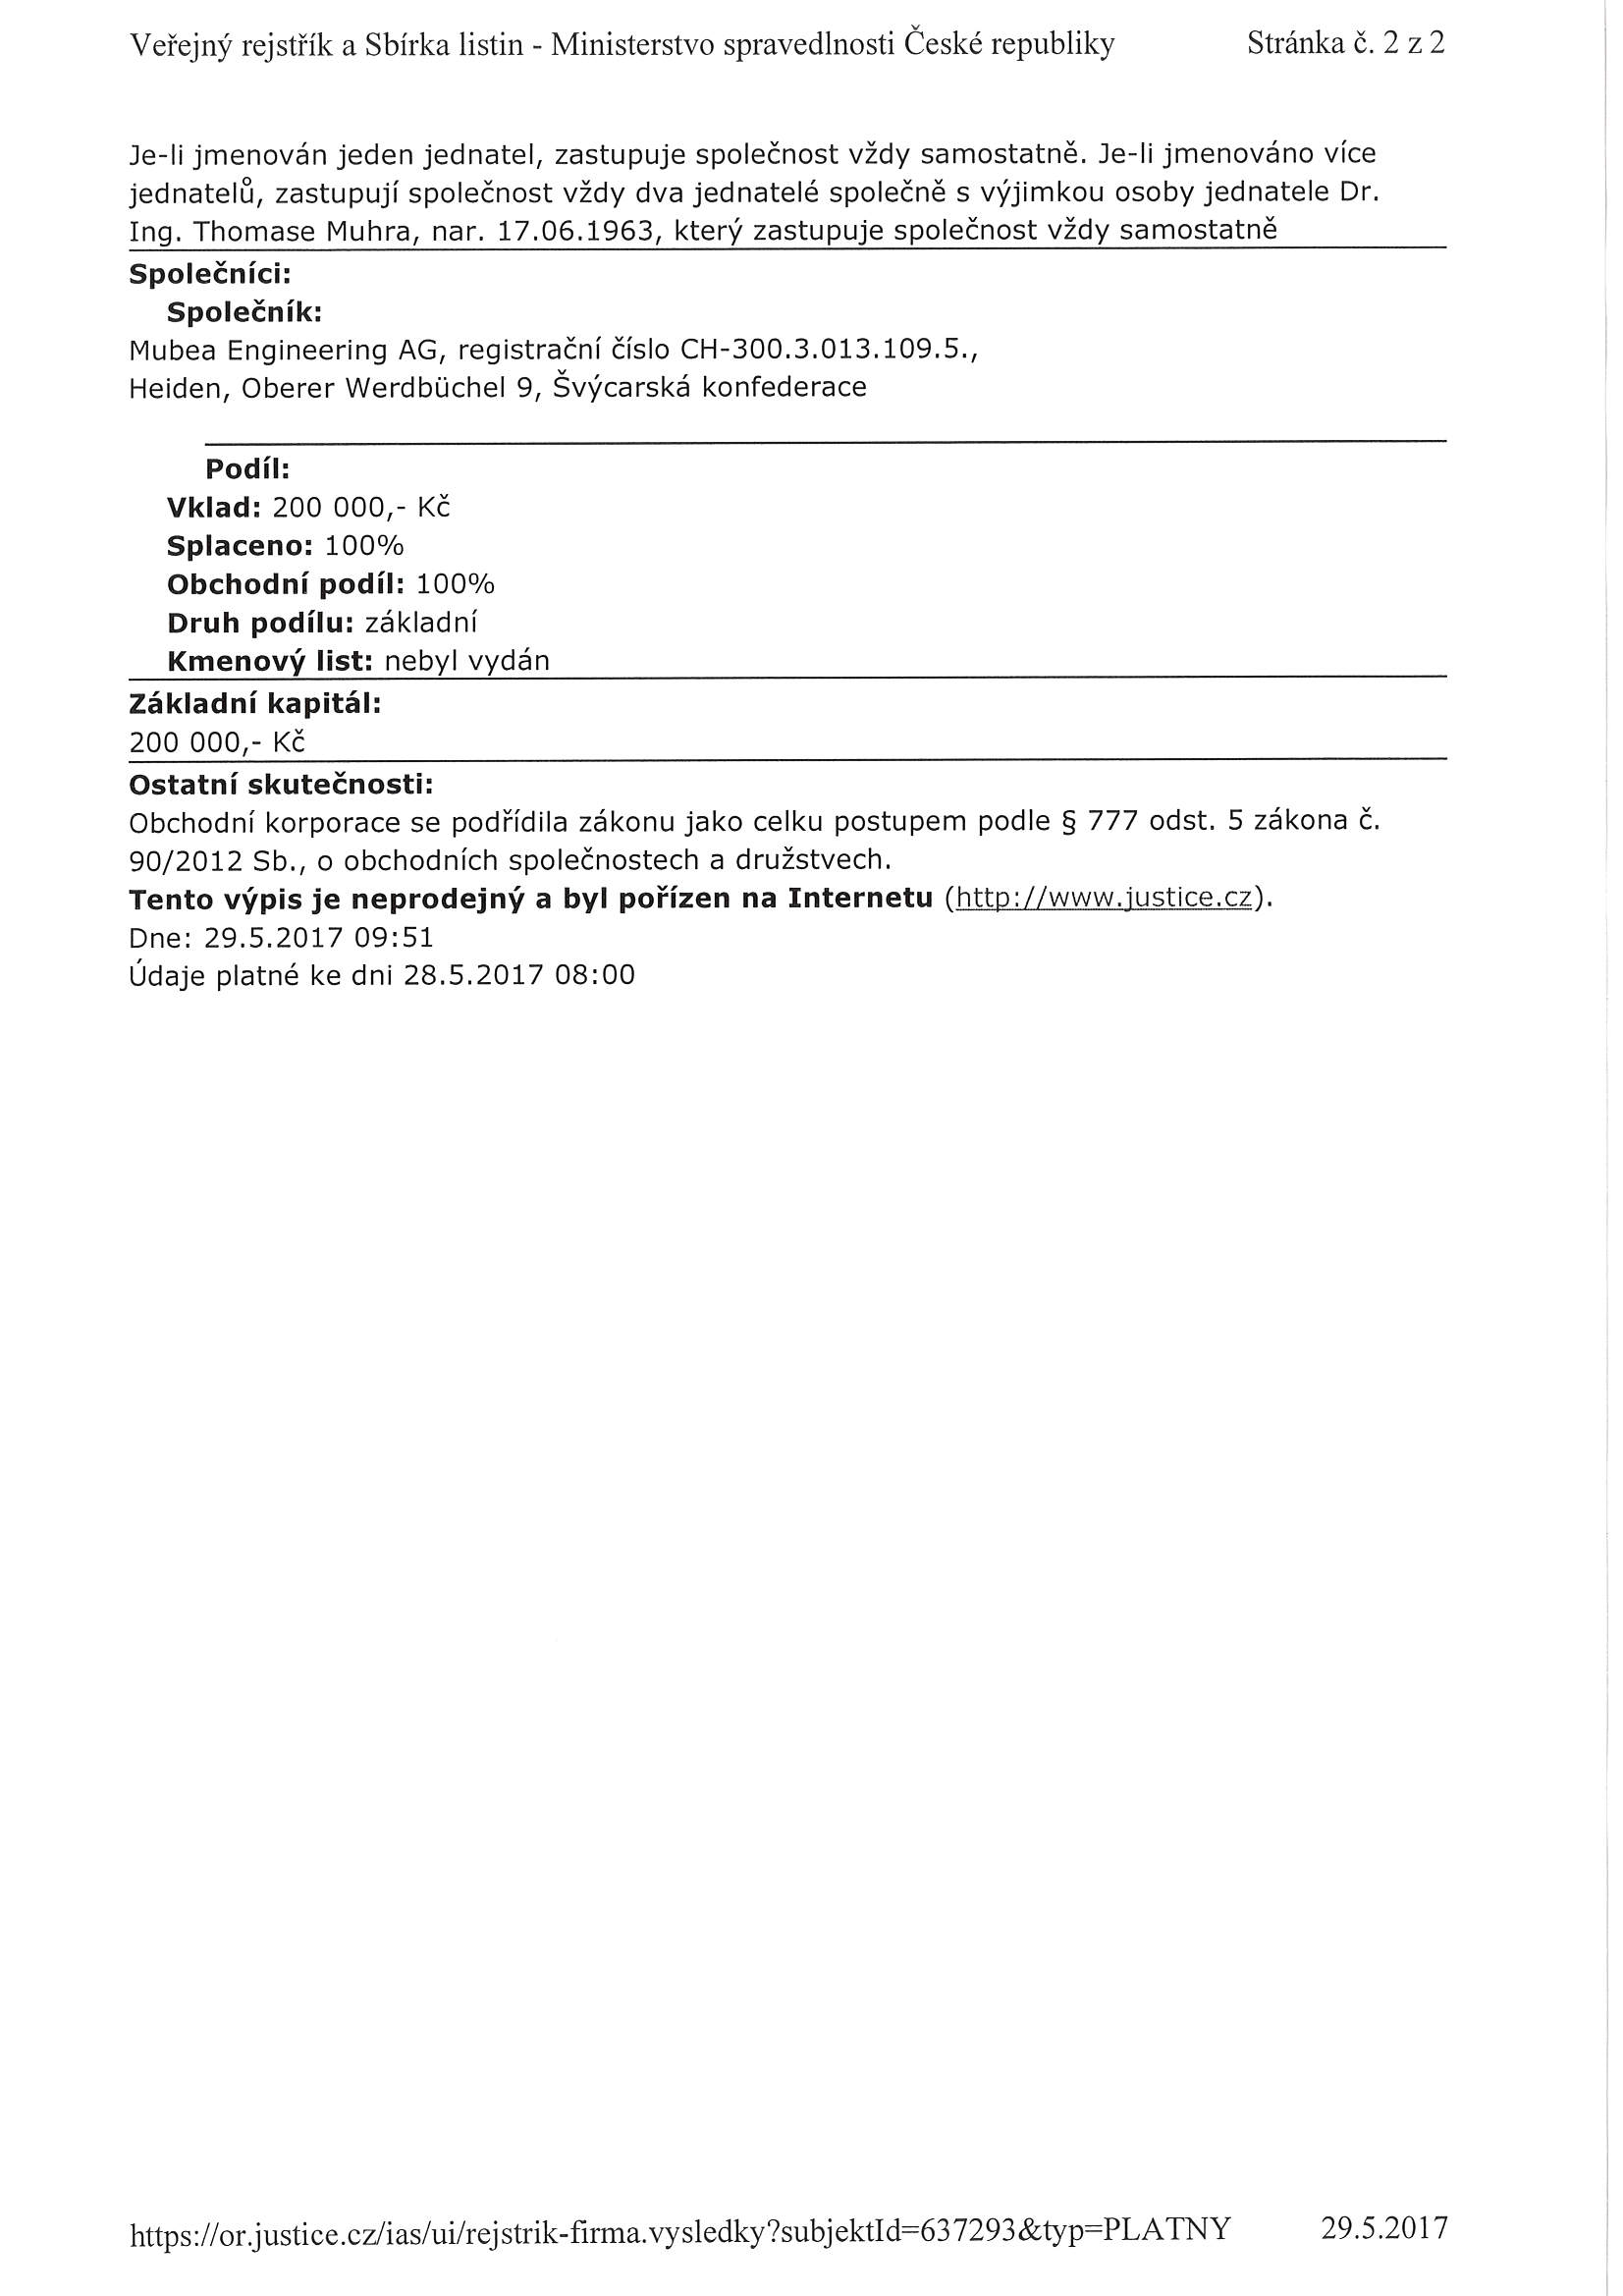 Veřejný rejstřík a Sbírka listin - Ministerstvo spravedlnosti České republiky Stránka č. 2 z 2
Je-li jmenován jeden jednatel, zastupuje společnost vždy samostatně. Je-li jmenováno více
jednatelů, zastupují společnost vždy dva jednatelé společně s výjimkou osoby jednatele Dr.
Ing. Thomase Muhra, nar. 17.06.1963, který zastupuje společnost vždy samostatně
Společníci:
Společník:
Mubea Engineering AG, registrační číslo CH-300.3.013.109.5.,
Heiden, Oberer Werdbüchel 9, Švýcarská konfederace
Podíl:
Vklad: 200 000,- Kč
Splaceno: 100%
Obchodní podíl: 100%
Druh podílu: základní
Kmenový list: nebyl vydán
Základní kapitál:
200 000,- Kč
Ostatní skutečnosti:
Obchodní korporace se podřídila zákonu jako celku postupem podle § 777 odst. 5 zákona č.
90/2012 Sb., o obchodních společnostech a družstvech.
Tento výpis je neprodejný a byl pořízen na Internetu (http://www.justice.cz).
Dne: 29.5.2017 09:51
Údaje platné ke dni 28.5.2017 08:00
https://or.justice.cz/ias/ui/rejstrik-firma.vysledky?subjektId=637293&typ=PLATNY 29.5.2017